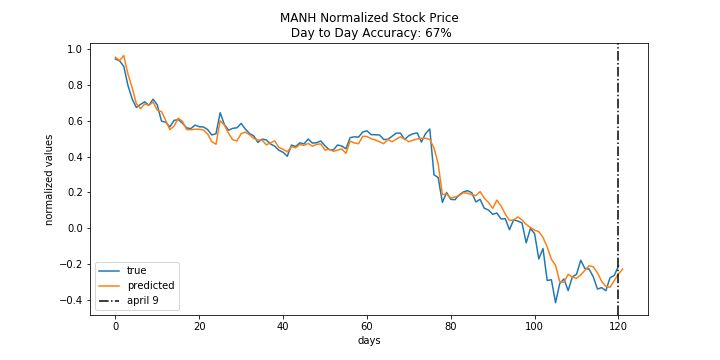 MANH Normalized Stock Price
Day to Day Accuracy: 67%
normalized values
1.0
0.8
0.6
0.4
0.2
0.0
−0.2
−0.4
true
predicted
april 9
0 20 40 60 80 100 120
days